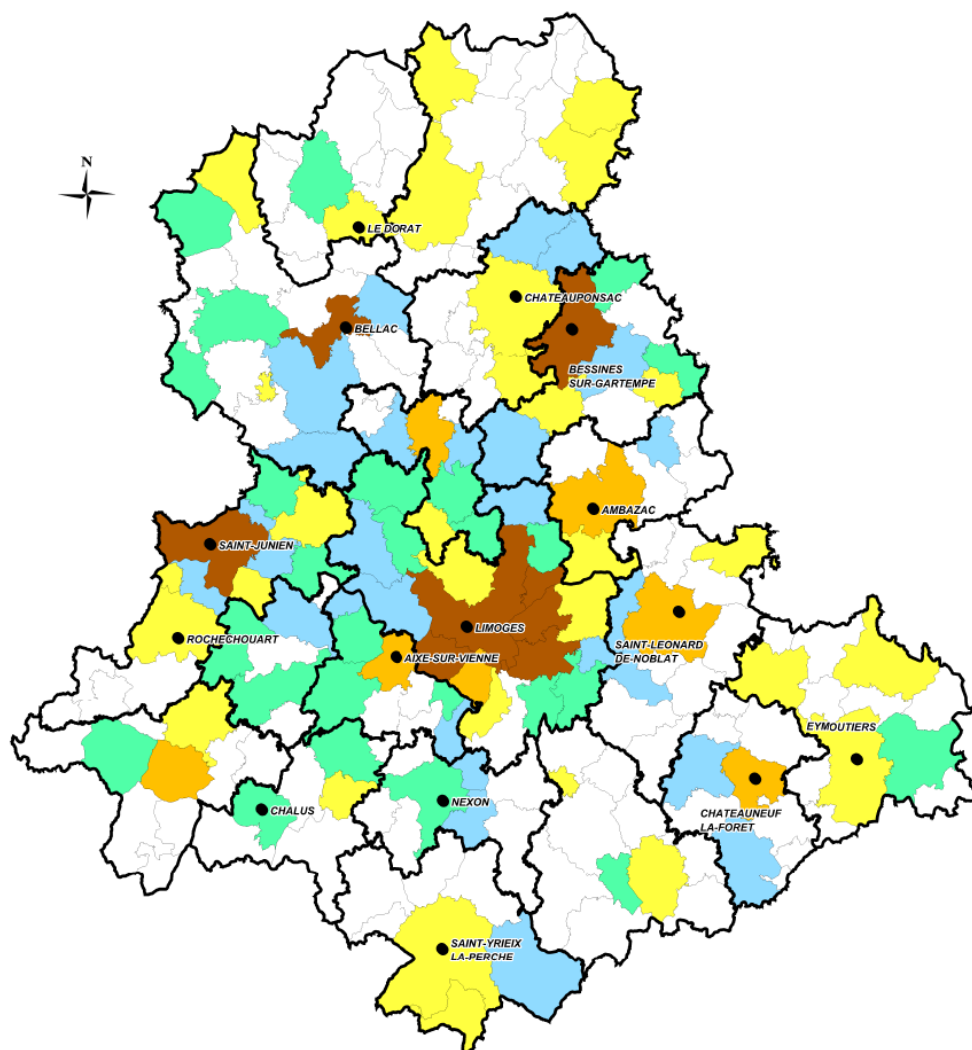 N
LE DORAT
CHATEAUPONSAC
BELLAC
BESSINES
SUR-GARTEMPE
AMBAZAC
SAINT-JUNIEN
LIMOGES
ROCHECHOUART
SAINT-LEONARD
DE-NOBLAT
AIXE-SUR-VIENNE
EYMOUTIERS
NEXON
CHALUS
CHATEAUNEUF
LA-FORET
SAINT-YRIEIX
LA-PERCHE